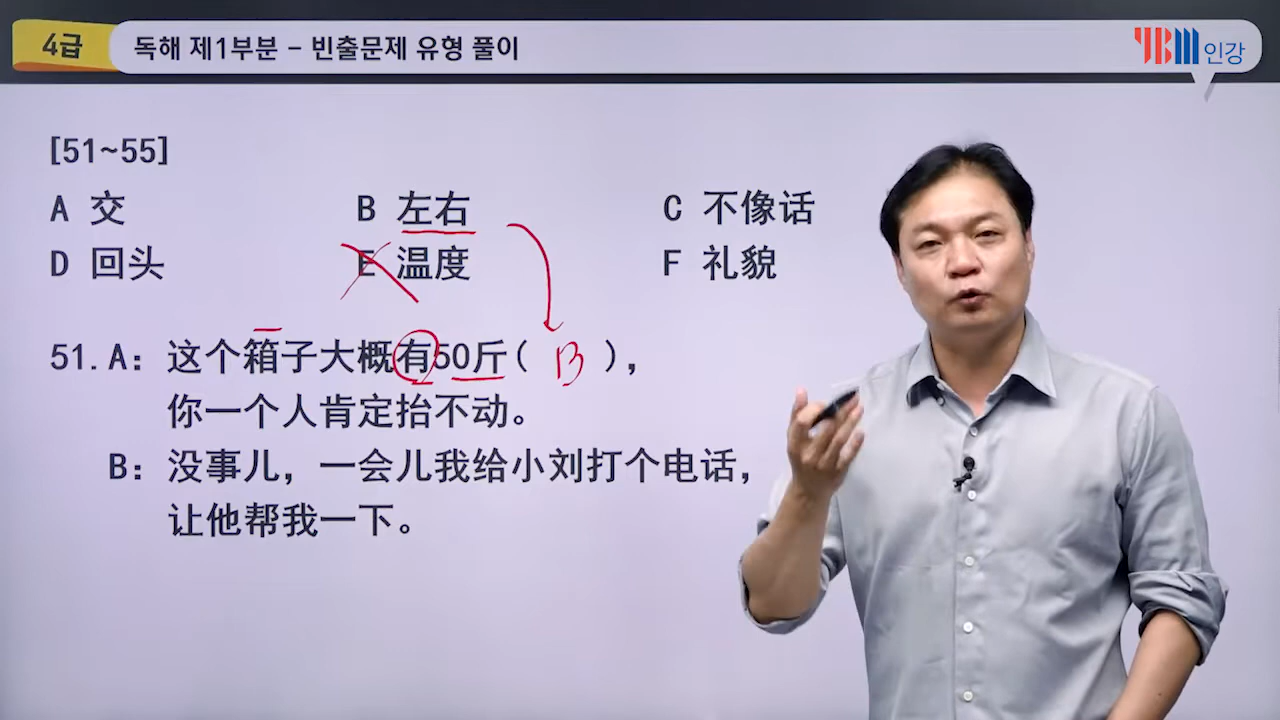 4급 독해 제1부분 - 빈출문제 유형 풀이 YBM 인강
[51~55]
A 交 B 左右 C 不像话
D 回头 E 温度 F 礼貌
51. A: 这个箱子大概有50斤( B ),
你一个人肯定抬不动。
B: 没事儿, 一会儿我给小刘打个电话,
让他帮我一下。